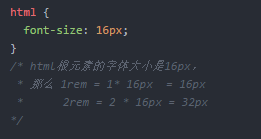 html {
  font-size: 16px;
}
/* html根元素的字体大小是16px，
 * 那么 1rem = 1* 16px  = 16px
 *      2rem = 2 * 16px = 32px
*/